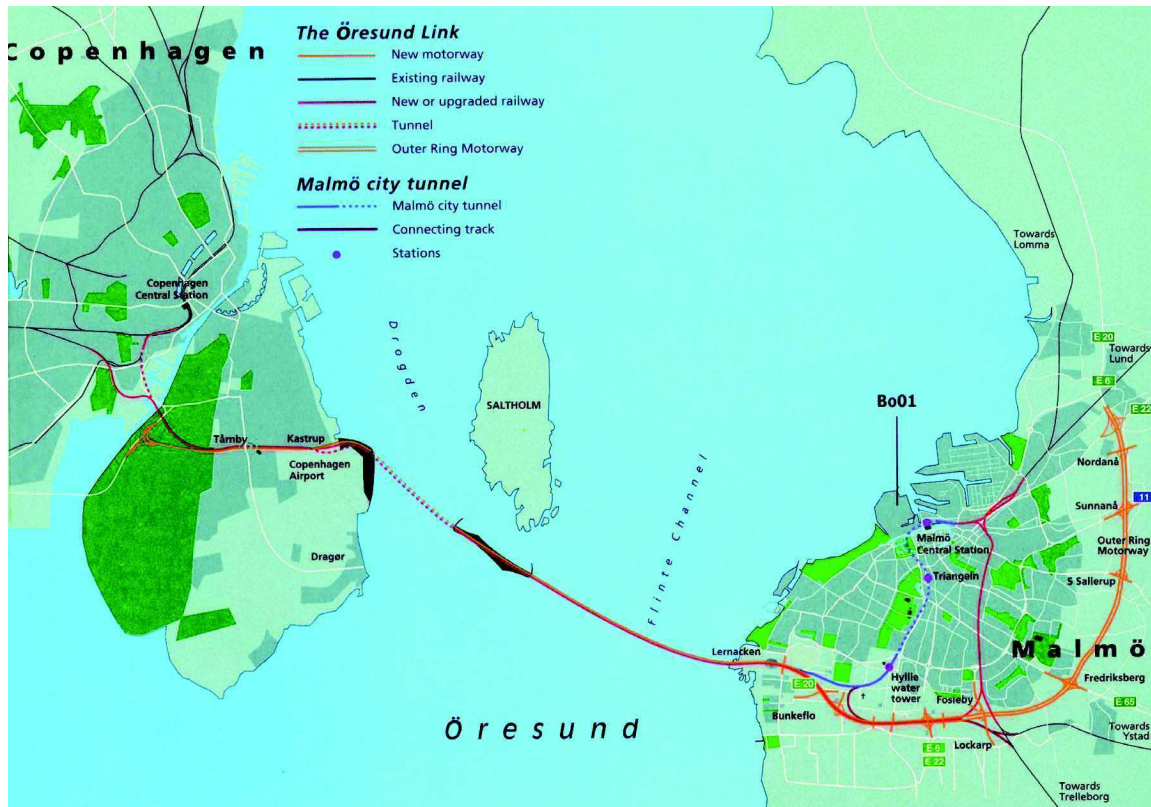 Copenhagen
The Öresund Link
New motorway
Existing railway
New or upgraded railway
Tunnel
Outer Ring Motorway
Malmö city tunnel
Malmö city tunnel
Connecting track
Stations
Towards
Lomma
Copenhagen
Central Station
Drogden
SALTHOLM
E 20
Towards
Lund
E 6
E 22
Bo01
Tårnby
Kastrup
Copenhagen
Airport
Dragør
Flinte Channel
Nordanå
11
Sunnanå
Malmö
Central Station
Outer Ring
Motorway
Triangeln
S Sallerup
Lernacken
Malmö
Hyllie
water
tower
Fredriksberg
E 20
Fosieby
E 65
Bunkeflo
Öresund
Towards
Ystad
E 6
E 22
Lockarp
Towards
Trelleborg